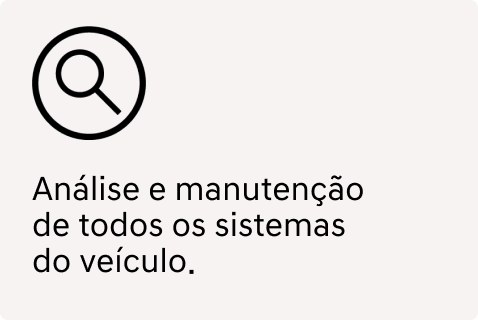 Análise e manutenção
de todos os sistemas
do veículo.